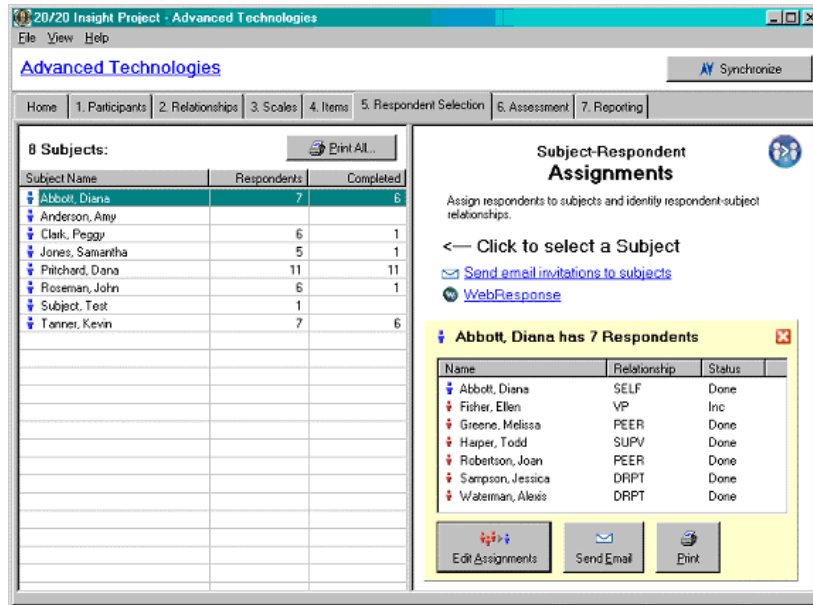 20/20 Insight Project - Advanced Technologies
File View Help
Advanced Technologies
Synchronize
Home 1. Participants 2. Relationships 3. Scales 4. Items 5. Respondent Selection 6. Assessment 7. Reporting
8 Subjects:
Print All...
Subject Name Respondents Completed
Abbott, Diana 7 6
Anderson, Amy
Clark, Peggy 6 1
Jones, Samantha 5 1
Pritchard, Dana 11 11
Roseman, John 6 1
Subject, Test 1
Tanner, Kevin 7 6
Subject-Respondent
Assignments
Assign respondents to subjects and identify respondent-subject
relationships.
<— Click to select a Subject
Send email invitations to subjects
WebResponse
Abbott, Diana has 7 Respondents
Name Relationship Status
Abbott, Diana SELF Done
Fisher, Ellen VP Inc
Greene, Melissa PEER Done
Harper, Todd SUPV Done
Robertson, Joan PEER Done
Sampson, Jessica DRPT Done
Waterman, Alexis DRPT Done
Edit Assignments Send Email Print